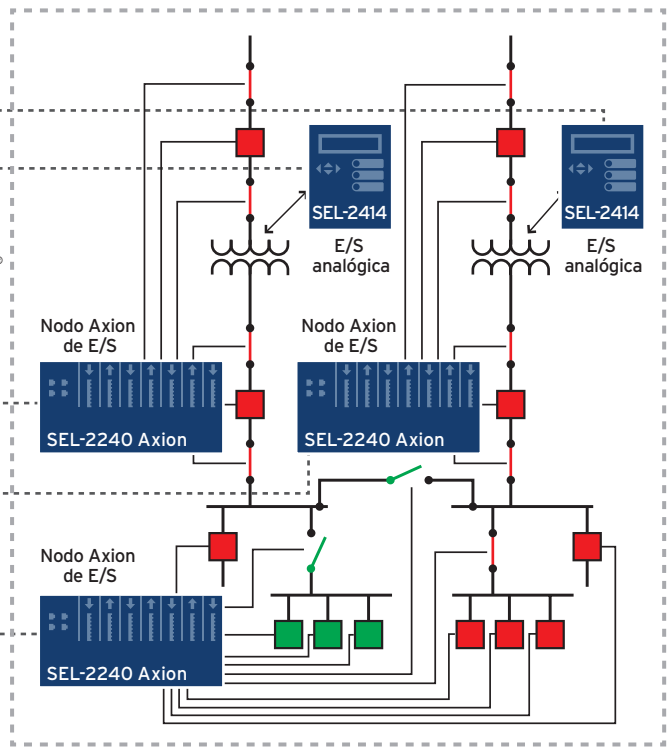 SEL-2414
E/S
analógica
SEL-2414
E/S
analógica
Nodo Axion
de E/S
SEL-2240 Axion
Nodo Axion
de E/S
SEL-2240 Axion
Nodo Axion
de E/S
SEL-2240 Axion